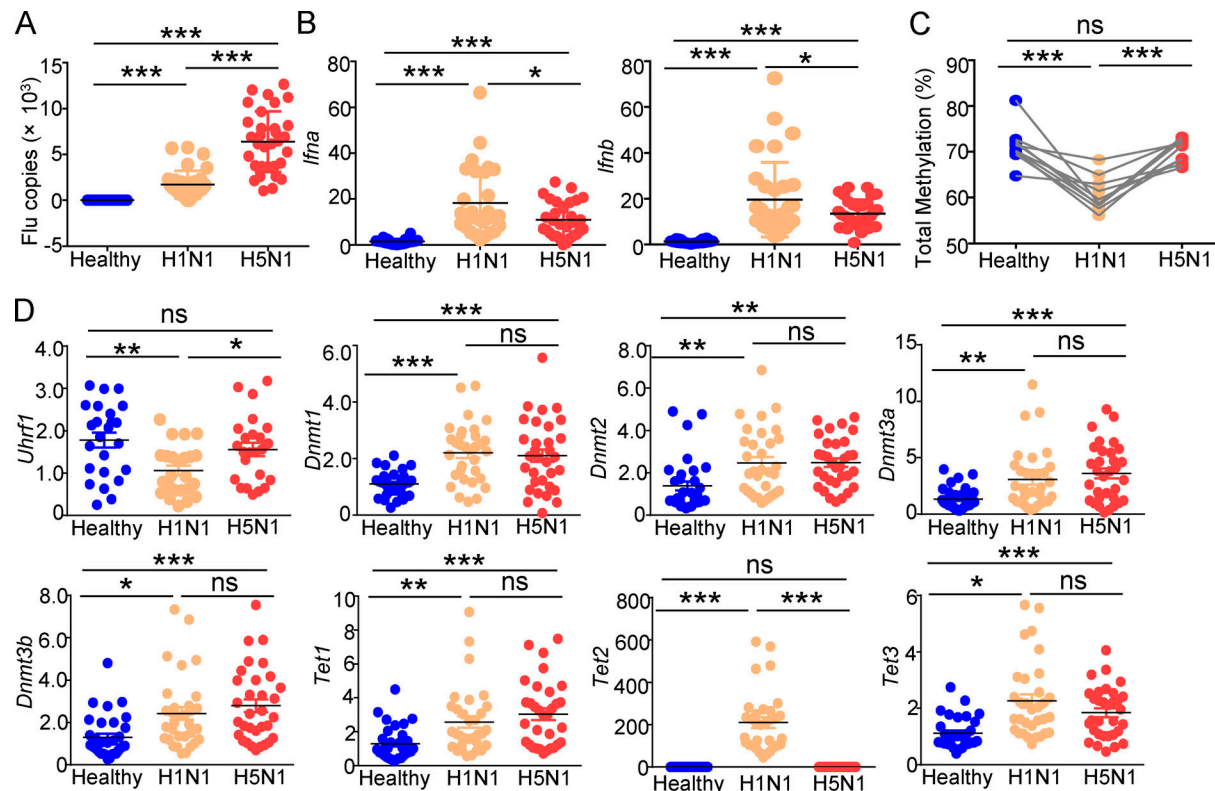 A
Flu copies (× 10³)
15
10
5
0
-5
***
***
***
Healthy
H1N1
H5N1
B
Ifna
80
60
40
20
0
***
***
*
Healthy
H1N1
H5N1
Ifnb
80
60
40
20
0
***
***
*
Healthy
H1N1
H5N1
C
Total Methylation (%)
90
80
70
60
50
ns
***
***
Healthy
H1N1
H5N1
D
Uhrf1
4.0
3.0
2.0
1.0
0
ns
**
*
Healthy
H1N1
H5N1
Dnmt1
6.0
4.0
2.0
0
***
***
ns
Healthy
H1N1
H5N1
Dnmt2
8.0
6.0
4.0
2.0
0
**
**
ns
Healthy
H1N1
H5N1
Dnmt3a
15
10
5
0
***
**
ns
Healthy
H1N1
H5N1
Dnmt3b
8.0
6.0
4.0
2.0
0
***
*
ns
Healthy
H1N1
H5N1
Tet1
10
8
6
4
2
0
***
**
ns
Healthy
H1N1
H5N1
Tet2
800
600
400
200
0
ns
***
***
Healthy
H1N1
H5N1
Tet3
6
4
2
0
***
*
ns
Healthy
H1N1
H5N1